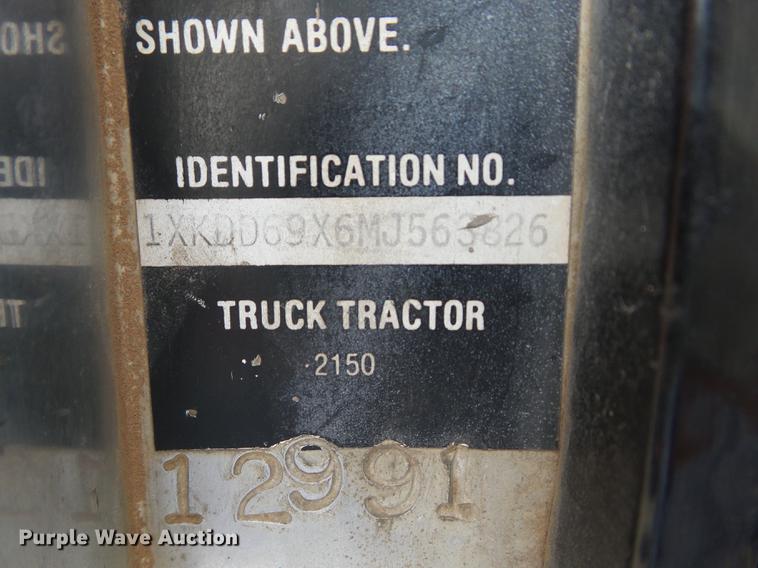 SHOWN ABOVE.
IDENTIFICATION NO.
1XKDD69X6MJ563826
TRUCK TRACTOR
2150
12991
Purple Wave Auction